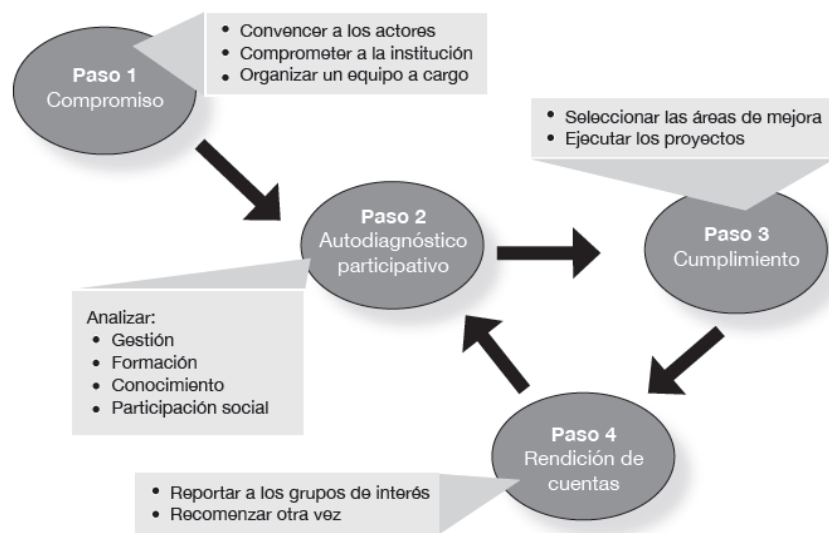 Paso 1
Compromiso
• Convencer a los actores
• Comprometer a la institución
• Organizar un equipo a cargo
Paso 2
Autodiagnóstico
participativo
Analizar:
• Gestión
• Formación
• Conocimiento
• Participación social
• Seleccionar las áreas de mejora
• Ejecutar los proyectos
Paso 3
Cumplimiento
Paso 4
Rendición de
cuentas
• Reportar a los grupos de interés
• Recomenzar otra vez